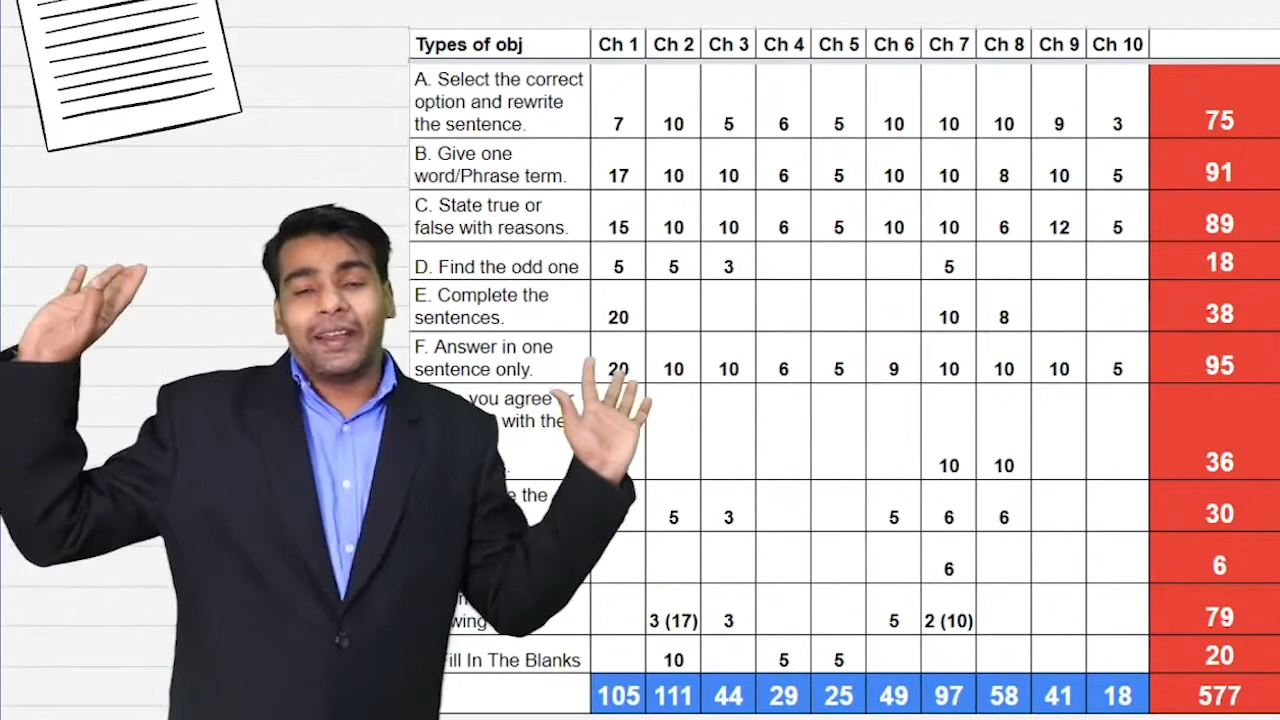 Types of obj Ch 1 Ch 2 Ch 3 Ch 4 Ch 5 Ch 6 Ch 7 Ch 8 Ch 9 Ch 10
A. Select the correct
option and rewrite
the sentence. 7 10 5 6 5 10 10 10 9 3 75
B. Give one
word/Phrase term. 17 10 10 6 5 10 10 8 10 5 91
C. State true or
false with reasons. 15 10 10 6 5 10 10 6 12 5 89
D. Find the odd one 5 5 3 5 18
E. Complete the
sentences. 20 10 8 38
F. Answer in one
sentence only. 20 10 10 6 5 9 10 10 10 5 95
you agree
with the
10 10 36
the
5 3 5 6 6 30
6 6
3 (17) 3 5 2 (10) 79
ill In The Blanks 10 5 5 20
105 111 44 29 25 49 97 58 41 18 577